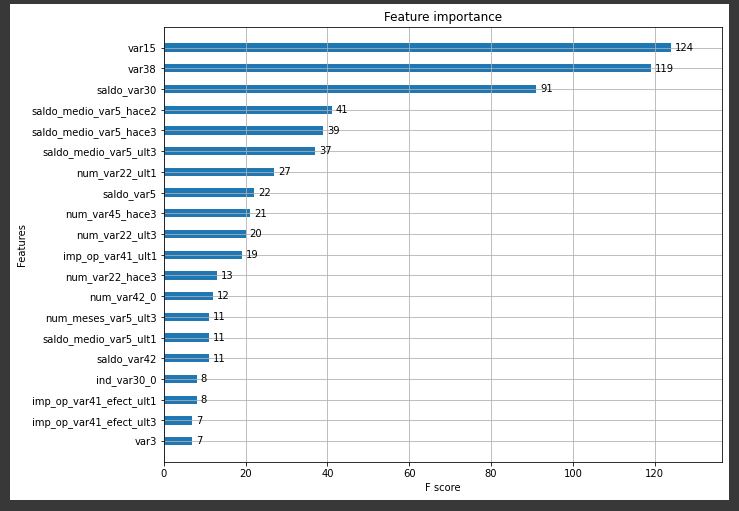 Feature importance
var15 124
var38 119
saldo_var30 91
saldo_medio_var5_hace2 41
saldo_medio_var5_hace3 39
saldo_medio_var5_ult3 37
num_var22_ult1 27
saldo_var5 22
num_var45_hace3 21
num_var22_ult3 20
imp_op_var41_ult1 19
num_var22_hace3 13
num_var42_0 12
num_meses_var5_ult3 11
saldo_medio_var5_ult1 11
saldo_var42 11
ind_var30_0 8
imp_op_var41_efect_ult1 8
imp_op_var41_efect_ult3 7
var3 7
Features
0 20 40 60 80 100 120
F score